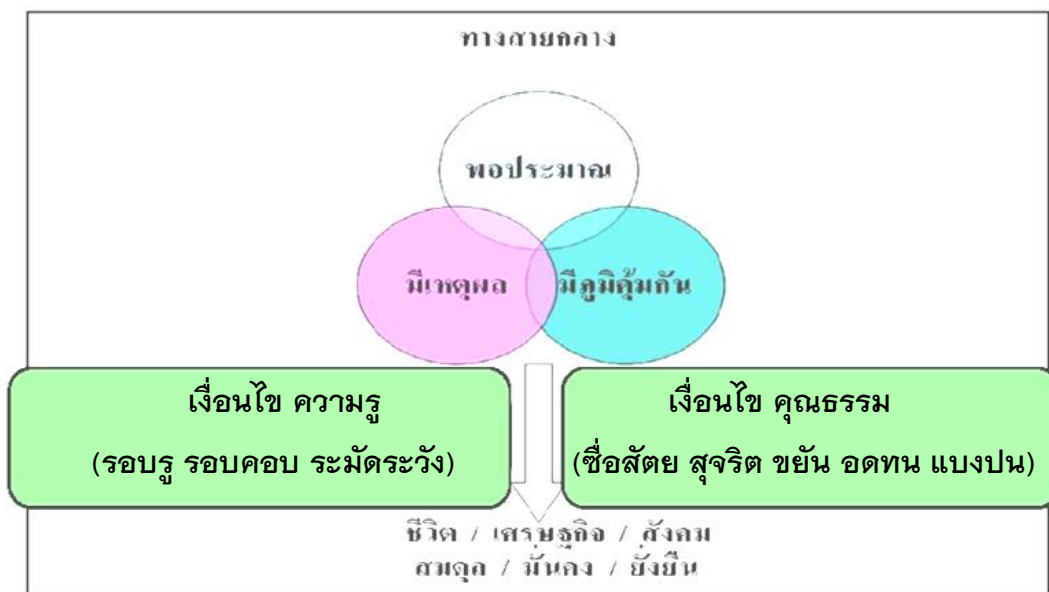 ทางสายกลาง
พอประมาณ
มีเหตุผล
มีภูมิคุ้มกัน
เงื่อนไข ความรู
(รอบรู รอบคอบ ระมัดระวัง)
เงื่อนไข คุณธรรม
(ซื่อสัตย สุจริต ขยัน อดทน แบงปน)
ชีวิต / เศรษฐกิจ / สังคม
สมดุล / มั่นคง / ยั่งยืน